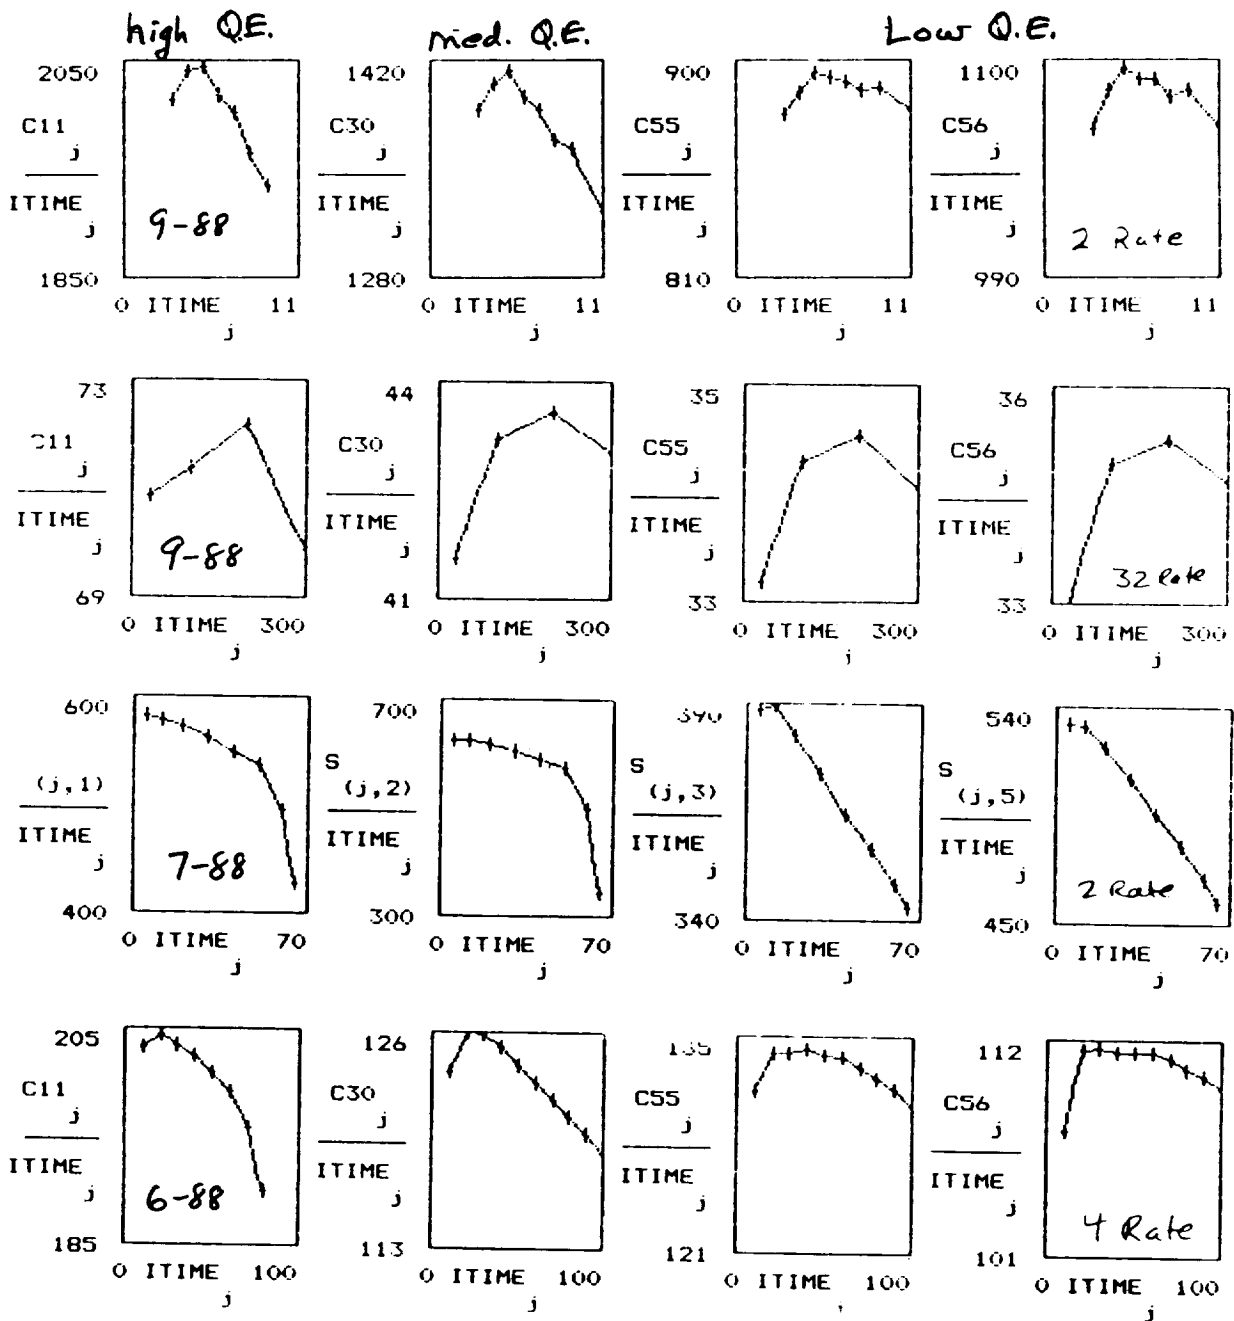 high Q.E.
med. Q.E.
Low Q.E.
2050
C11
j
ITIME
j
1850
9-88
0 ITIME 11
j
1420
C30
j
ITIME
j
1280
0 ITIME 11
j
900
C55
j
ITIME
j
810
0 ITIME 11
j
1100
C56
j
ITIME
j
990
2 Rate
0 ITIME 11
j
73
C11
j
ITIME
j
69
9-88
0 ITIME 300
j
44
C30
j
ITIME
j
41
0 ITIME 300
j
35
C55
j
ITIME
j
33
0 ITIME 300
j
36
C56
j
ITIME
j
33
32 Rate
0 ITIME 300
j
600
(j,1)
ITIME
j
400
7-88
0 ITIME 70
j
700
S
(j,2)
ITIME
j
300
0 ITIME 70
j
390
S
(j,3)
ITIME
j
340
0 ITIME 70
j
540
S
(j,5)
ITIME
j
450
2 Rate
0 ITIME 70
j
205
C11
j
ITIME
j
185
6-88
0 ITIME 100
j
126
C30
j
ITIME
j
113
0 ITIME 100
j
135
C55
j
ITIME
j
121
0 ITIME 100
112
C56
j
ITIME
j
101
4 Rate
0 ITIME 100
j